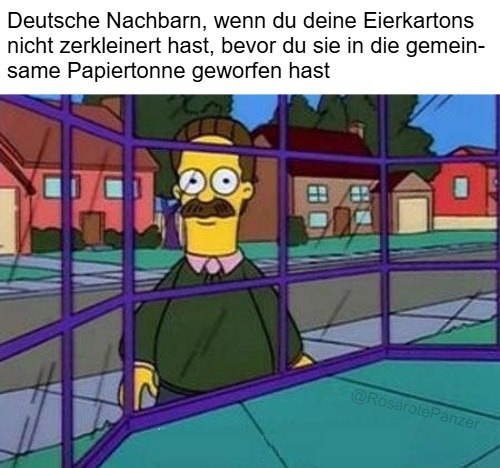 Deutsche Nachbarn, wenn du deine Eierkartons
nicht zerkleinert hast, bevor du sie in die gemein-
same Papiertonne geworfen hast
@RosarotePanzer